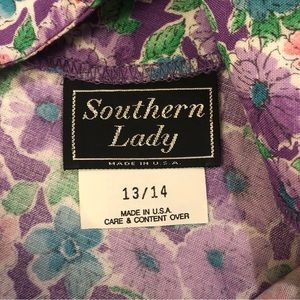 Southern
Lady
MADE IN U.S.A.
13/14
MADE IN U.S.A.
CARE & CONTENT OVER